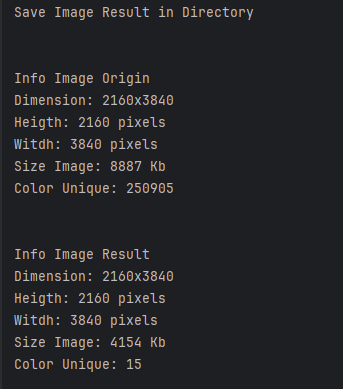 Save Image Result in Directory
Info Image Origin
Dimension: 2160x3840
Heigth: 2160 pixels
Witdh: 3840 pixels
Size Image: 8887 Kb
Color Unique: 250905
Info Image Result
Dimension: 2160x3840
Heigth: 2160 pixels
Witdh: 3840 pixels
Size Image: 4154 Kb
Color Unique: 15